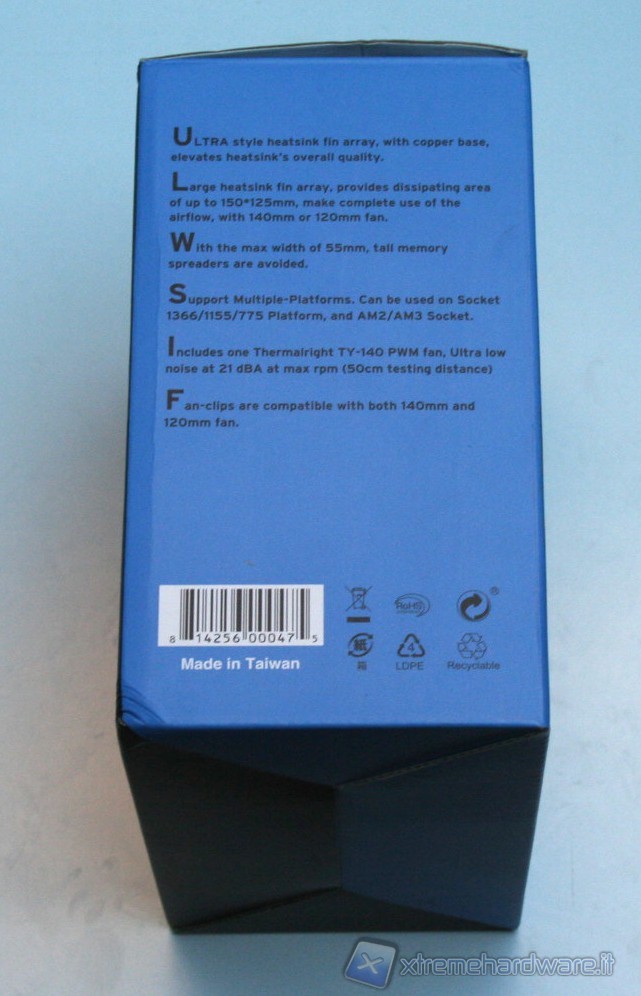 ULTRA style heatsink fin array, with copper base,
elevates heatsink's overall quality.
Large heatsink fin array, provides dissipating area
of up to 150*125mm, make complete use of the
airflow, with 140mm or 120mm fan.
With the max width of 55mm, tall memory
spreaders are avoided.
Support Multiple-Platforms. Can be used on Socket
1366/1155/775 Platform, and AM2/AM3 Socket.
Includes one Thermalright TY-140 PWM fan, Ultra low
noise at 21 dBA at max rpm (50cm testing distance)
Fan-clips are compatible with both 140mm and
120mm fan.
8 14256 00047 5
Made in Taiwan
RoHS
®
紙
箱
4
LDPE
Recyclable
xtremehardware.it